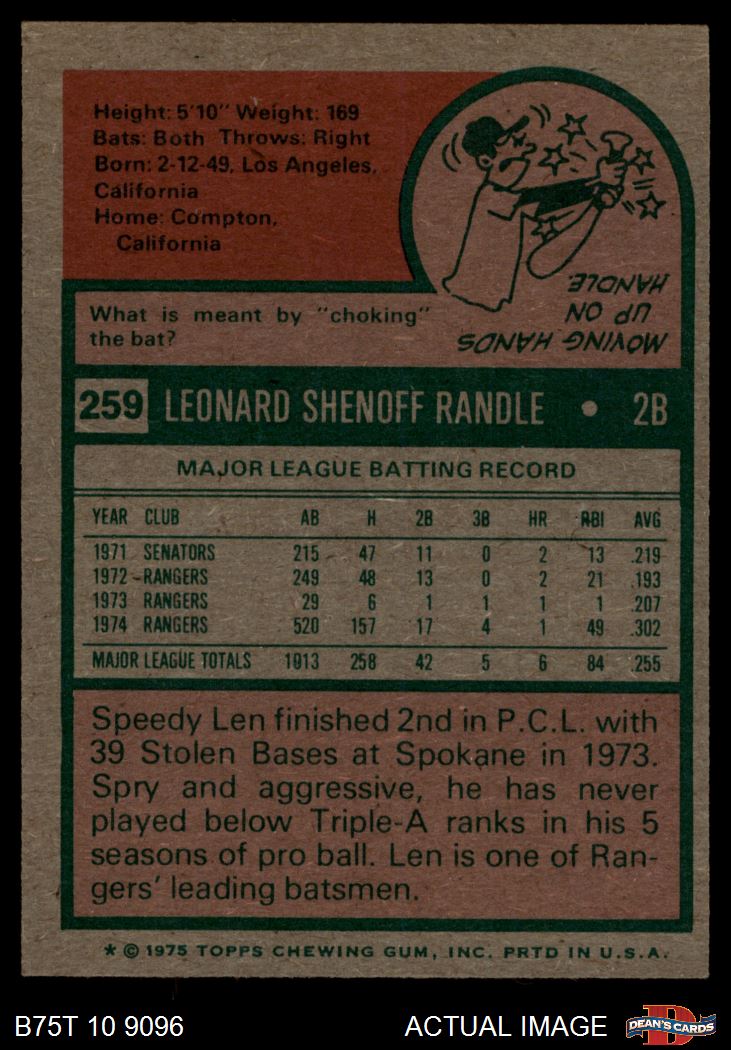 Height: 5'10" Weight: 169
Bats: Both Throws: Right
Born: 2-12-49, Los Angeles,
California
Home: Compton,
California
What is meant by "choking"
the bat?
MOVING HANDS
UP ON
HANDLE.
259 LEONARD SHENOFF RANDLE • 2B
MAJOR LEAGUE BATTING RECORD
YEAR CLUB AB H 2B 3B HR RBI AVG
1971 SENATORS 215 47 11 0 2 13 .219
1972 RANGERS 249 48 13 0 2 21 .193
1973 RANGERS 29 6 1 1 1 1 .207
1974 RANGERS 520 157 17 4 1 49 .302
MAJOR LEAGUE TOTALS 1013 258 42 5 6 84 .255
Speedy Len finished 2nd in P.C.L. with
39 Stolen Bases at Spokane in 1973.
Spry and aggressive, he has never
played below Triple-A ranks in his 5
seasons of pro ball. Len is one of Ran-
gers' leading batsmen.
* © 1975 TOPPS CHEWING GUM, INC. PRTD IN U.S.A.
B75T 10 9096 ACTUAL IMAGE D DEAN'S CARDS